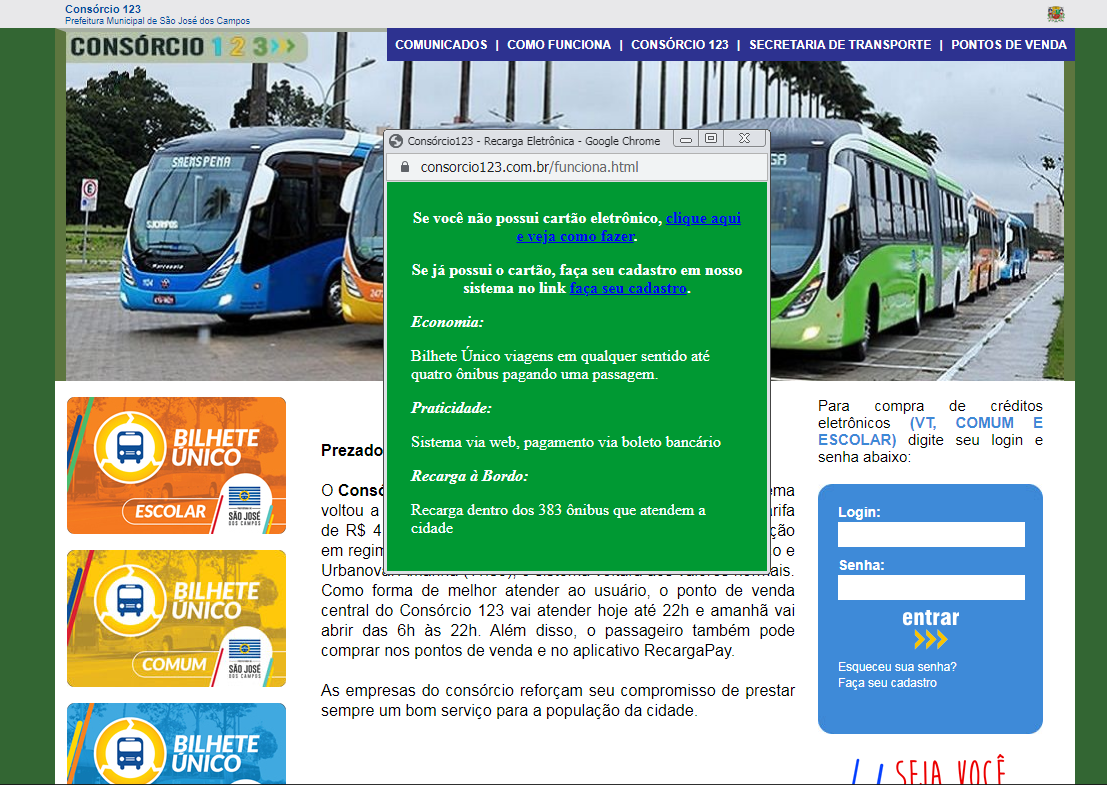 Consórcio 123
Prefeitura Municipal de São José dos Campos
CONSÓRCIO 1 2 3
COMUNICADOS | COMO FUNCIONA | CONSÓRCIO 123 | SECRETARIA DE TRANSPORTE | PONTOS DE VENDA
SAENS PENA
SJCAMPOS
1104
Consórcio123 - Recarga Eletrônica - Google Chrome
consorcio123.com.br/funciona.html
Se você não possui cartão eletrônico, clique aqui
e veja como fazer.
Se já possui o cartão, faça seu cadastro em nosso
sistema no link faça seu cadastro.
Economia:
Bilhete Único viagens em qualquer sentido até
quatro ônibus pagando uma passagem.
Praticidade:
Sistema via web, pagamento via boleto bancário
Recarga à Bordo:
Recarga dentro dos 383 ônibus que atendem a
cidade
BILHETE
ÚNICO
ESCOLAR
SÃO JOSÉ
DOS CAMPOS
BILHETE
ÚNICO
COMUM
SÃO JOSÉ
DOS CAMPOS
BILHETE
ÚNICO
Prezado
O Consó
ema
voltou a
arifa
de R$ 4
ção
em regim
o e
Como forma de melhor atender ao usuário, o ponto de venda
central do Consórcio 123 vai atender hoje até 22h e amanhã vai
abrir das 6h às 22h. Além disso, o passageiro também pode
comprar nos pontos de venda e no aplicativo RecargaPay.
As empresas do consórcio reforçam seu compromisso de prestar
sempre um bom serviço para a população da cidade.
Para compra de créditos
eletrônicos (VT, COMUM E
ESCOLAR) digite seu login e
senha abaixo:
Login:
Senha:
entrar
Esqueceu sua senha?
Faça seu cadastro
SEJA VOCÊ